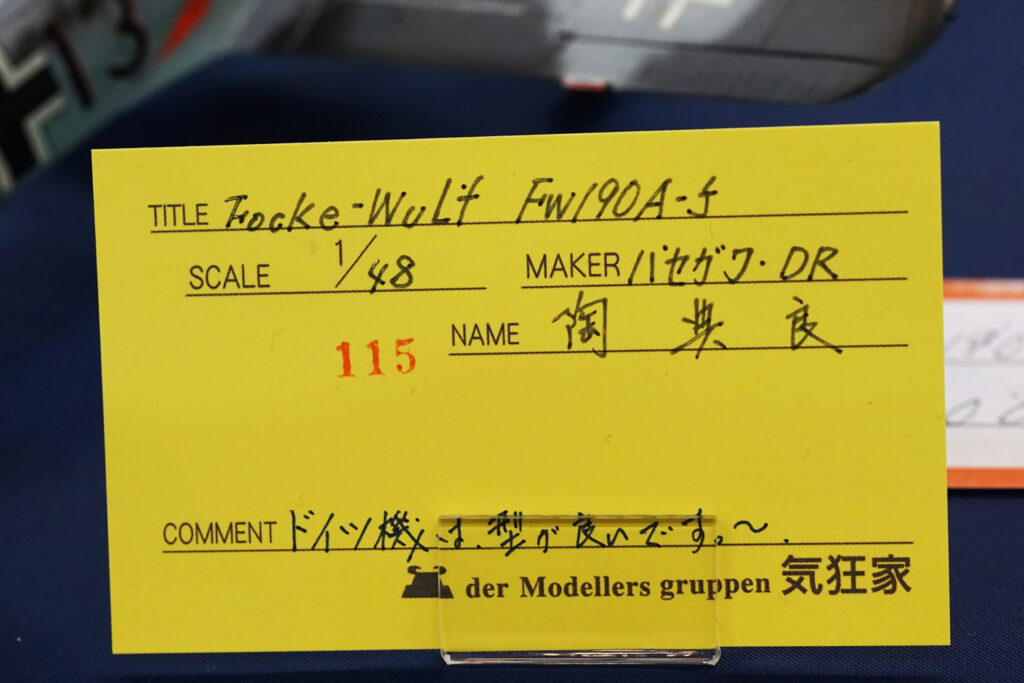 13
TITLE Focke-WuLf FW190A-5
SCALE 1/48
MAKER ハセガワ・DR
115
NAME 陶 典 良
COMMENT ドイツ機は、型が良いです。〜.
der Modellers gruppen 気狂家